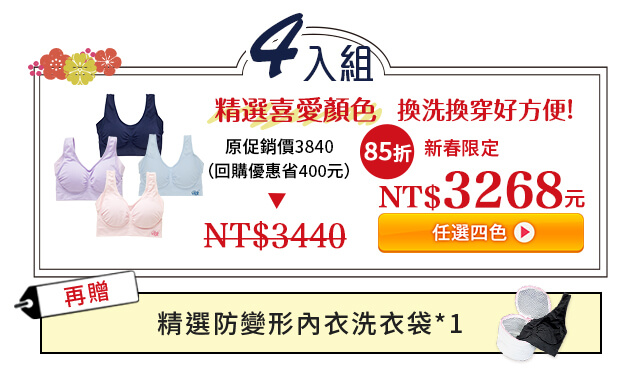 4入組
精選喜愛顏色 換洗換穿好方便!
原促銷價3840
(回購優惠省400元)
▼
NT$3440
85折 新春限定
NT$3268元
任選四色
再贈
精選防變形內衣洗衣袋*1